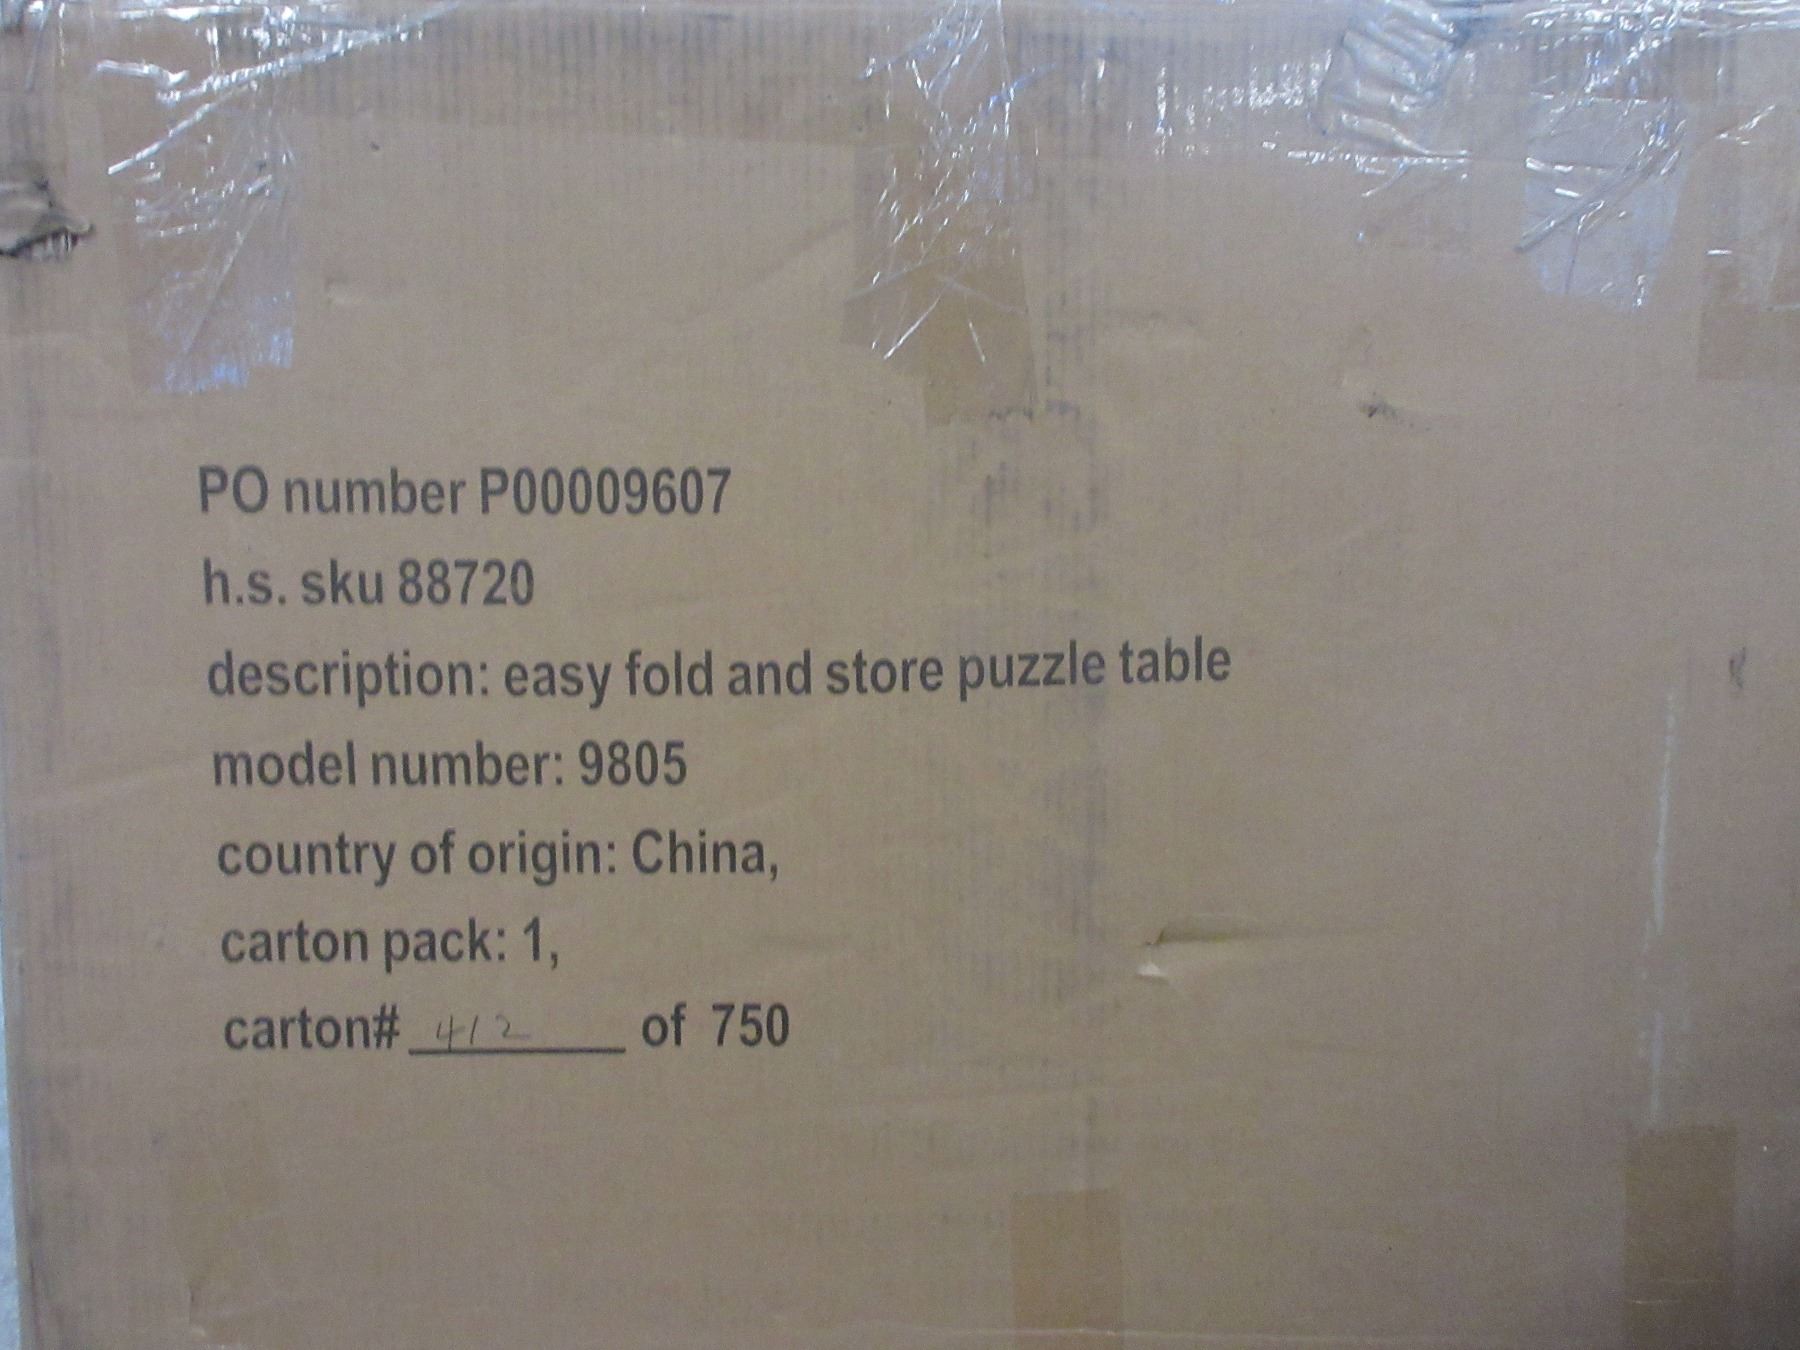 PO number P00009607
h.s. sku 88720
description: easy fold and store puzzle table
model number: 9805
country of origin: China,
carton pack: 1,
carton# 412 of 750